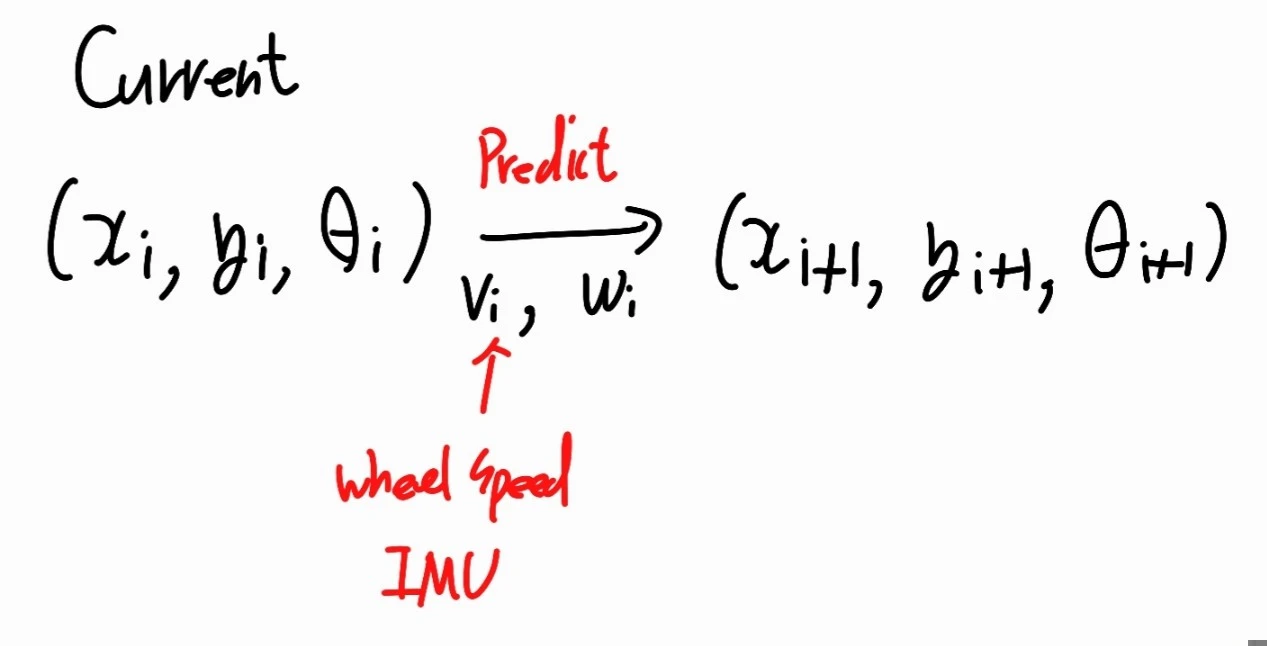 Current
Predict
(xᵢ, yᵢ, θᵢ) → (xᵢ₊₁, yᵢ₊₁, θᵢ₊₁)
vᵢ, wᵢ
↑
wheel speed
IMU